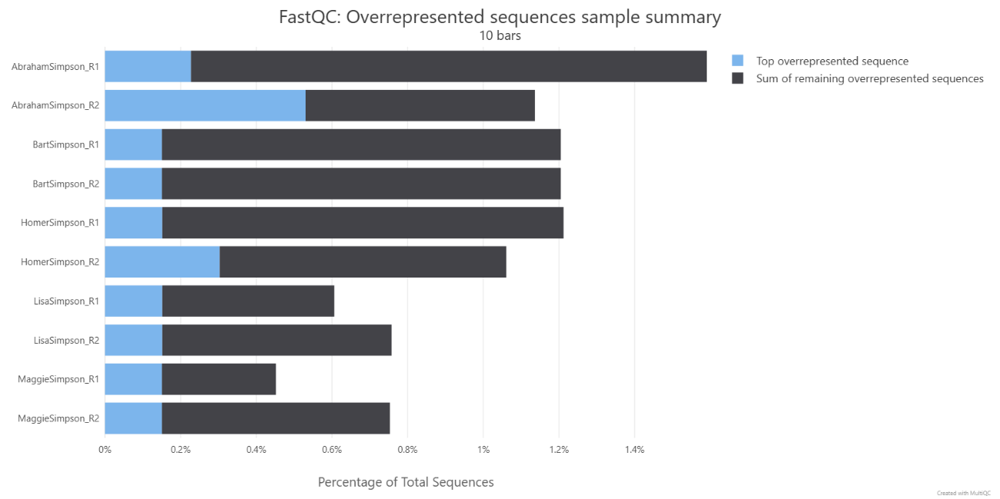 FastQC: Overrepresented sequences sample summary
10 bars
Top overrepresented sequence
Sum of remaining overrepresented sequences
AbrahamSimpson_R1
AbrahamSimpson_R2
BartSimpson_R1
BartSimpson_R2
HomerSimpson_R1
HomerSimpson_R2
LisaSimpson_R1
LisaSimpson_R2
MaggieSimpson_R1
MaggieSimpson_R2
0% 0.2% 0.4% 0.6% 0.8% 1% 1.2% 1.4%
Percentage of Total Sequences
Created with MultiQC